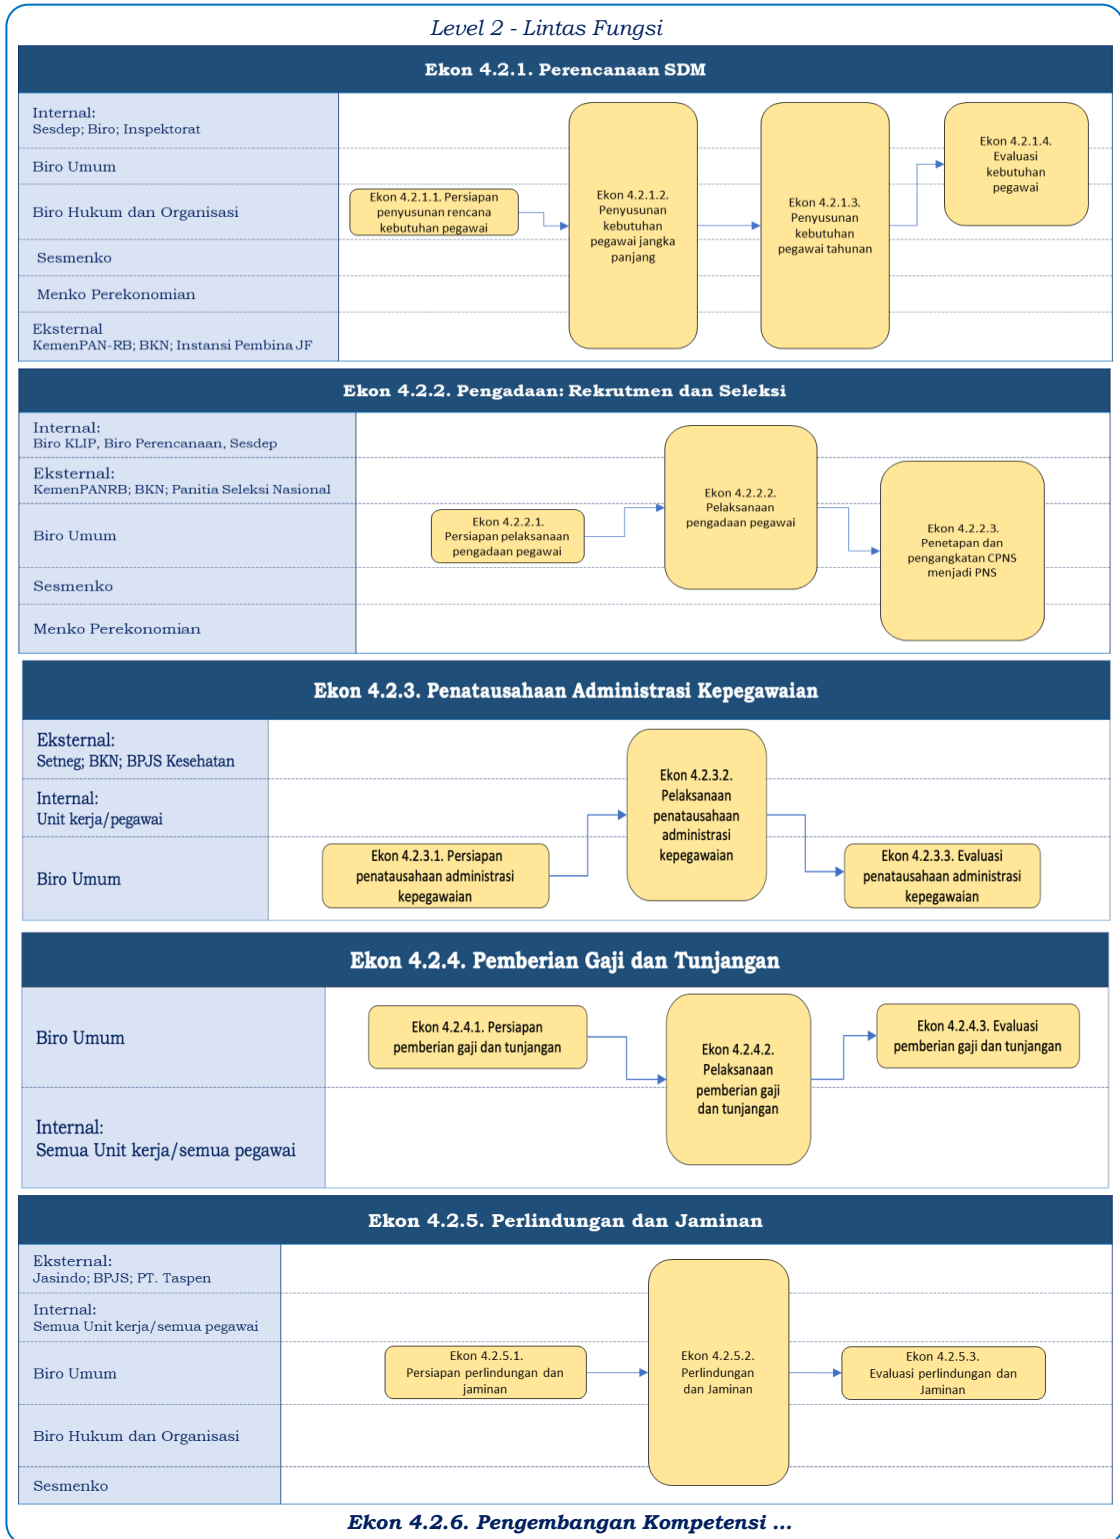 Level 2 - Lintas Fungsi
Ekon 4.2.1. Perencanaan SDM
Internal:
Sesdep; Biro; Inspektorat
Biro Umum
Biro Hukum dan Organisasi
Sesmenko
Menko Perekonomian
Eksternal
KemenPAN-RB; BKN; Instansi Pembina JF
Ekon 4.2.1.1. Persiapan
penyusunan rencana
kebutuhan pegawai
Ekon 4.2.1.2.
Penyusunan
kebutuhan
pegawai jangka
panjang
Ekon 4.2.1.3.
Penyusunan
kebutuhan
pegawai tahunan
Ekon 4.2.1.4.
Evaluasi
kebutuhan
pegawai
Ekon 4.2.2. Pengadaan: Rekrutmen dan Seleksi
Internal:
Biro KLIP, Biro Perencanaan, Sesdep
Eksternal:
KemenPANRB; BKN; Panitia Seleksi Nasional
Biro Umum
Sesmenko
Menko Perekonomian
Ekon 4.2.2.1.
Persiapan pelaksanaan
pengadaan pegawai
Ekon 4.2.2.2.
Pelaksanaan
pengadaan pegawai
Ekon 4.2.2.3.
Penetapan dan
pengangkatan CPNS
menjadi PNS
Ekon 4.2.3. Penatausahaan Administrasi Kepegawaian
Eksternal:
Setneg; BKN; BPJS Kesehatan
Internal:
Unit kerja/pegawai
Biro Umum
Ekon 4.2.3.1. Persiapan
penatausahaan administrasi
kepegawaian
Ekon 4.2.3.2.
Pelaksanaan
penatausahaan
administrasi
kepegawaian
Ekon 4.2.3.3. Evaluasi
penatausahaan administrasi
kepegawaian
Ekon 4.2.4. Pemberian Gaji dan Tunjangan
Biro Umum
Internal:
Semua Unit kerja/semua pegawai
Ekon 4.2.4.1. Persiapan
pemberian gaji dan tunjangan
Ekon 4.2.4.2.
Pelaksanaan
pemberian gaji
dan tunjangan
Ekon 4.2.4.3. Evaluasi
pemberian gaji dan tunjangan
Ekon 4.2.5. Perlindungan dan Jaminan
Eksternal:
Jasindo; BPJS; PT. Taspen
Internal:
Semua Unit kerja/semua pegawai
Biro Umum
Biro Hukum dan Organisasi
Sesmenko
Ekon 4.2.5.1.
Persiapan perlindungan dan
jaminan
Ekon 4.2.5.2.
Perlindungan
dan Jaminan
Ekon 4.2.5.3.
Evaluasi perlindungan dan
Jaminan
Ekon 4.2.6. Pengembangan Kompetensi ...